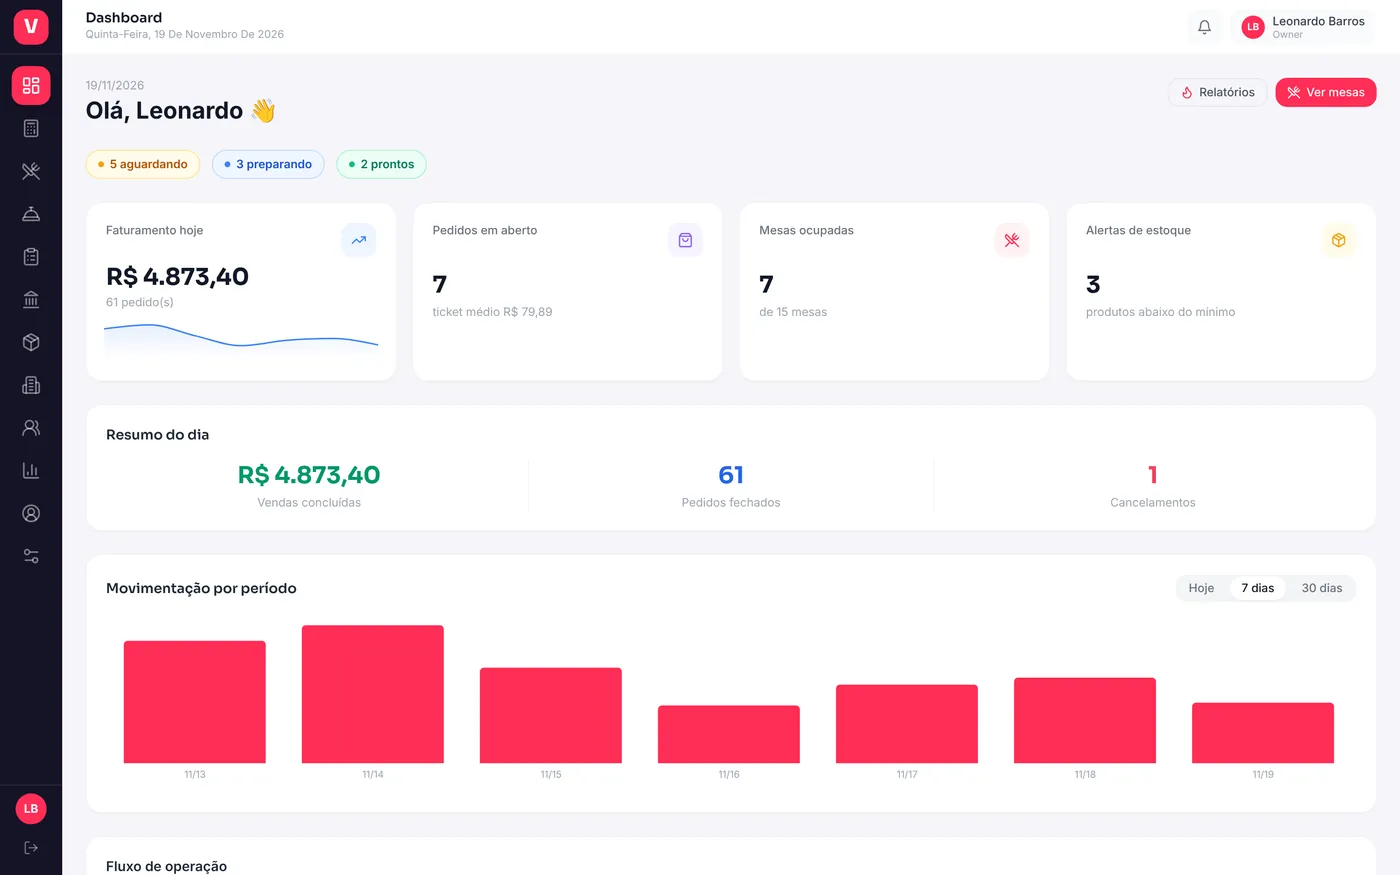 V
Dashboard
Quinta-Feira, 19 De Novembro De 2026
LB
Leonardo Barros
Owner
19/11/2026
Olá, Leonardo 👋
Relatórios
Ver mesas
5 aguardando
3 preparando
2 prontos
Faturamento hoje
R$ 4.873,40
61 pedido(s)
Pedidos em aberto
7
ticket médio R$ 79,89
Mesas ocupadas
7
de 15 mesas
Alertas de estoque
3
produtos abaixo do mínimo
Resumo do dia
R$ 4.873,40
Vendas concluídas
61
Pedidos fechados
1
Cancelamentos
Movimentação por período
Hoje
7 dias
30 dias
11/13
11/14
11/15
11/16
11/17
11/18
11/19
LB
Fluxo de operação